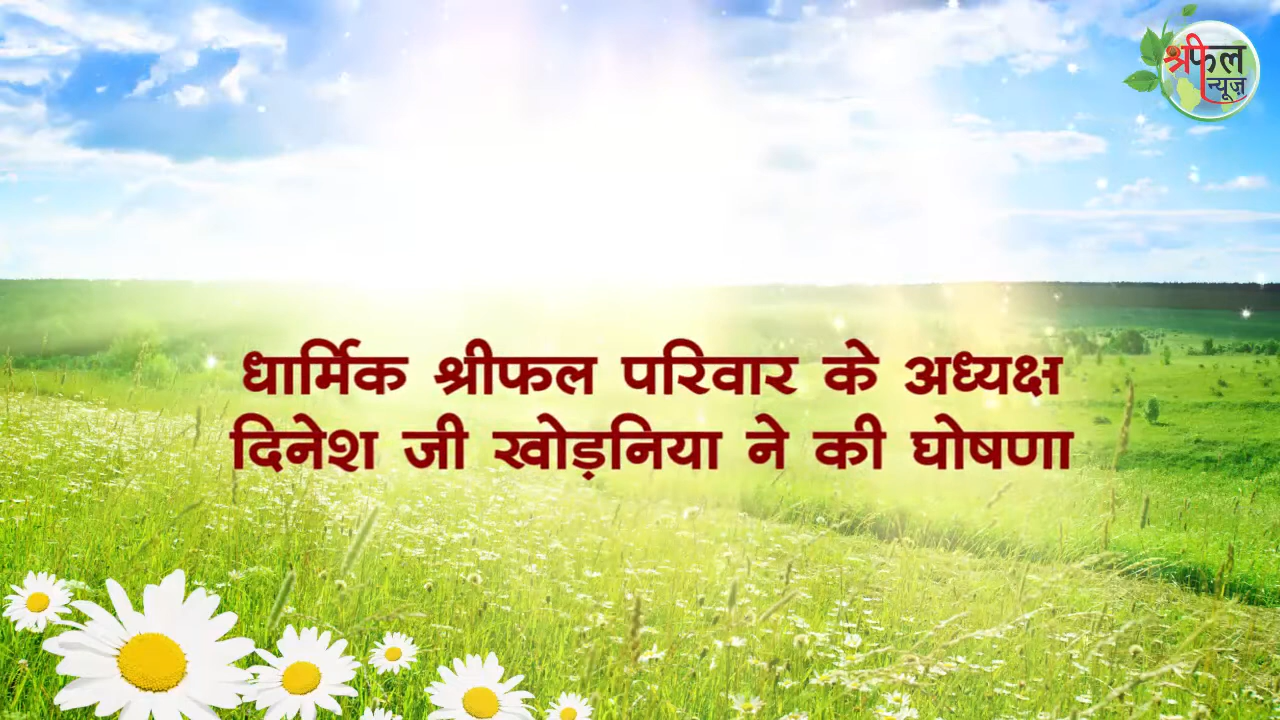 श्रीफल
न्यूज़
धार्मिक श्रीफल परिवार के अध्यक्ष
दिनेश जी खोड़निया ने की घोषणा